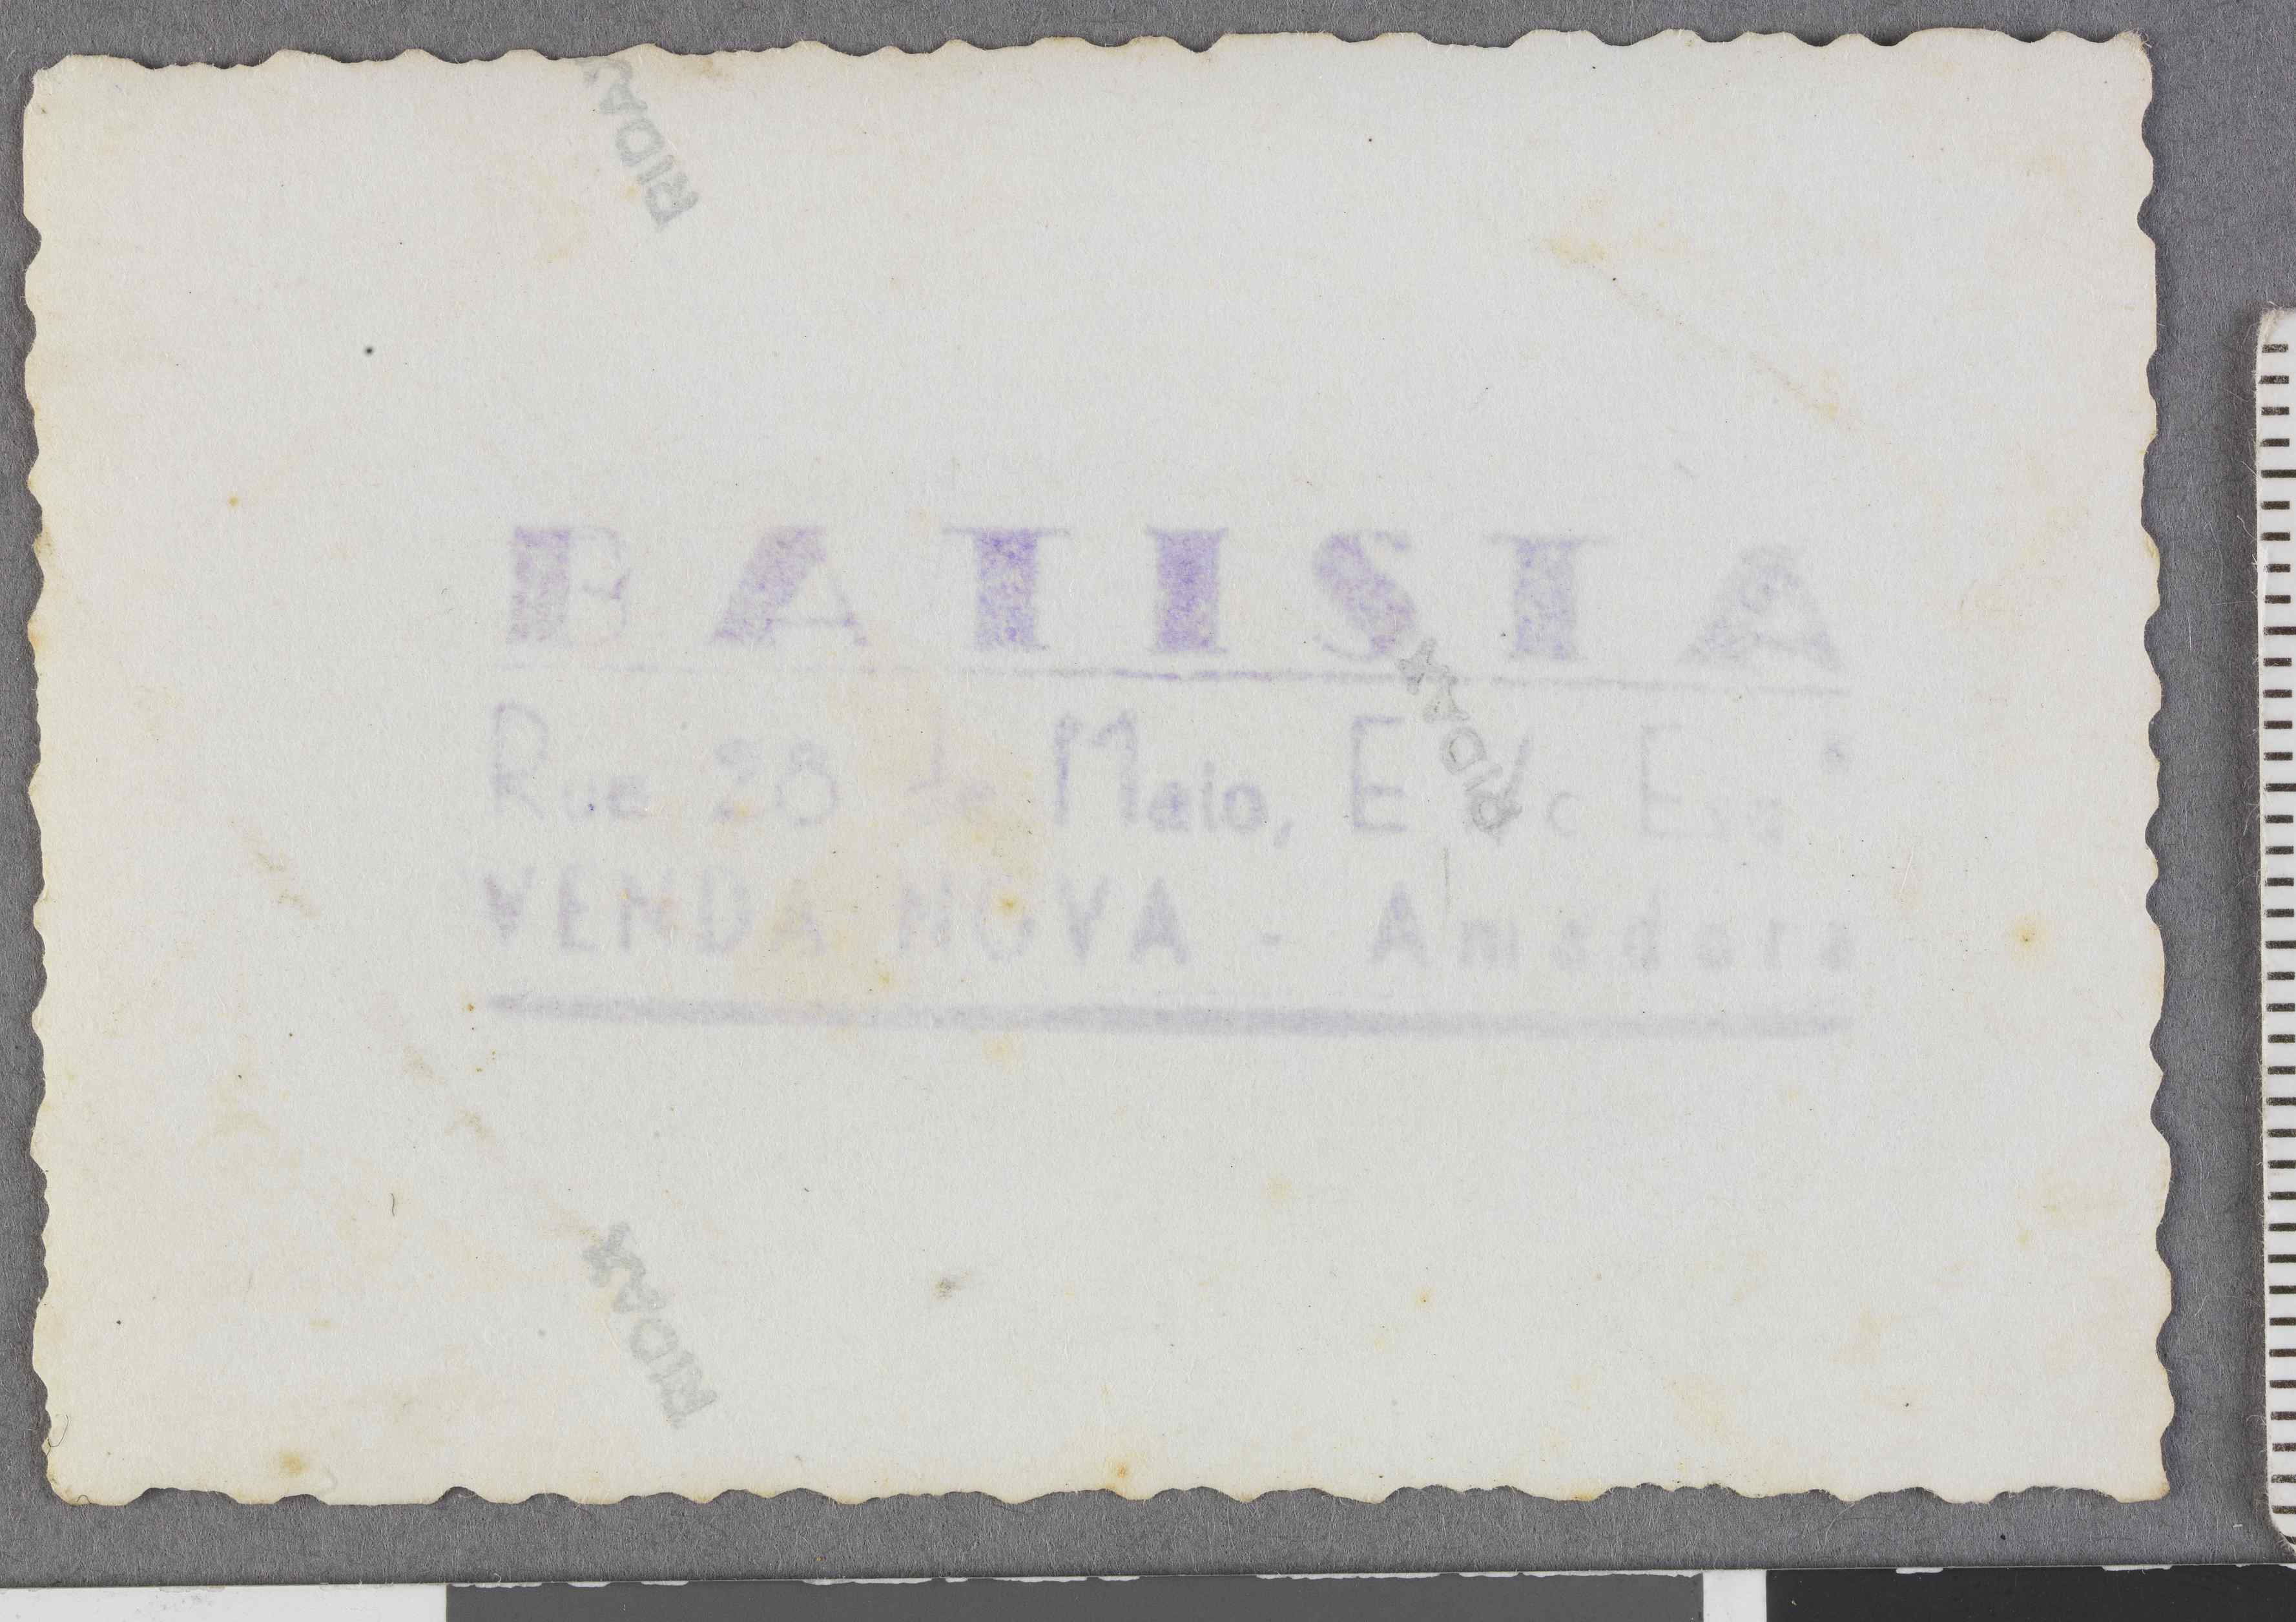 RIDAX
BATISTA
RIDAX
Rua 28 de Maio, E
VENDA NOVA - Amadora
RIDAX